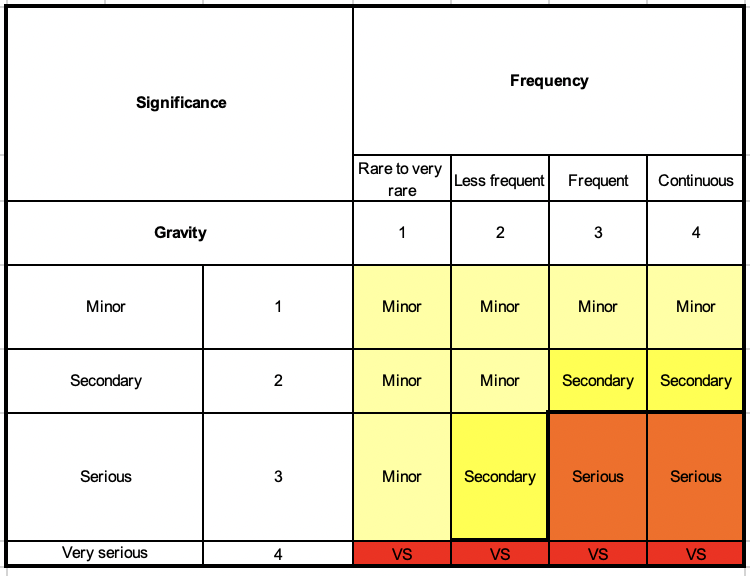 Significance
Frequency
Rare to very
rare
Less frequent
Frequent
Continuous
Gravity
1
2
3
4
Minor
1
Minor
Minor
Minor
Minor
Secondary
2
Minor
Minor
Secondary
Secondary
Serious
3
Minor
Secondary
Serious
Serious
Very serious
4
VS
VS
VS
VS